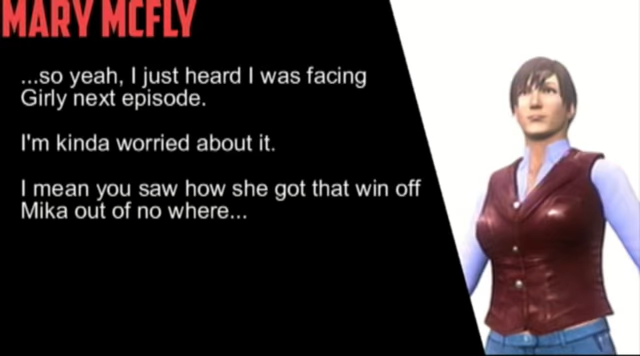 MARY MCFLY
...so yeah, I just heard I was facing
Girly next episode.
I'm kinda worried about it.
I mean you saw how she got that win off
Mika out of no where...